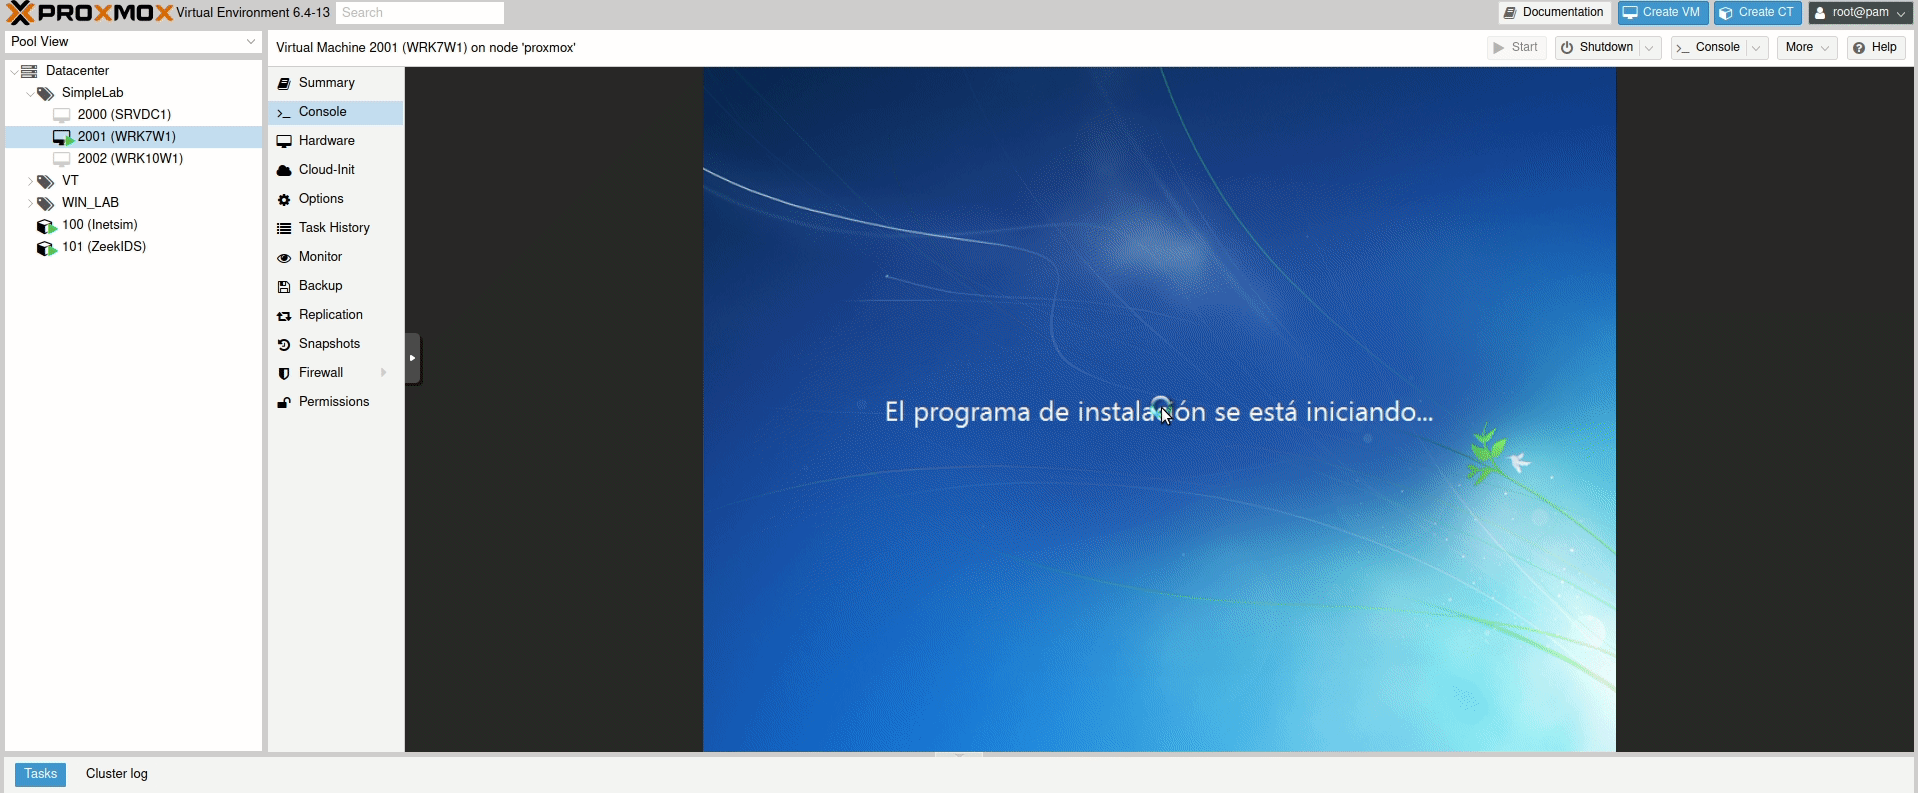 PROXMOX Virtual Environment 6.4-13 Search Documentation Create VM Create CT root@pam
Pool View
Virtual Machine 2001 (WRK7W1) on node 'proxmox' Start Shutdown Console More Help
Datacenter
SimpleLab
2000 (SRVDC1)
2001 (WRK7W1)
2002 (WRK10W1)
VT
WIN_LAB
100 (Inetsim)
101 (ZeekIDS)
Summary
Console
Hardware
Cloud-Init
Options
Task History
Monitor
Backup
Replication
Snapshots
Firewall
Permissions
El programa de instalación se está iniciando...
Tasks Cluster log